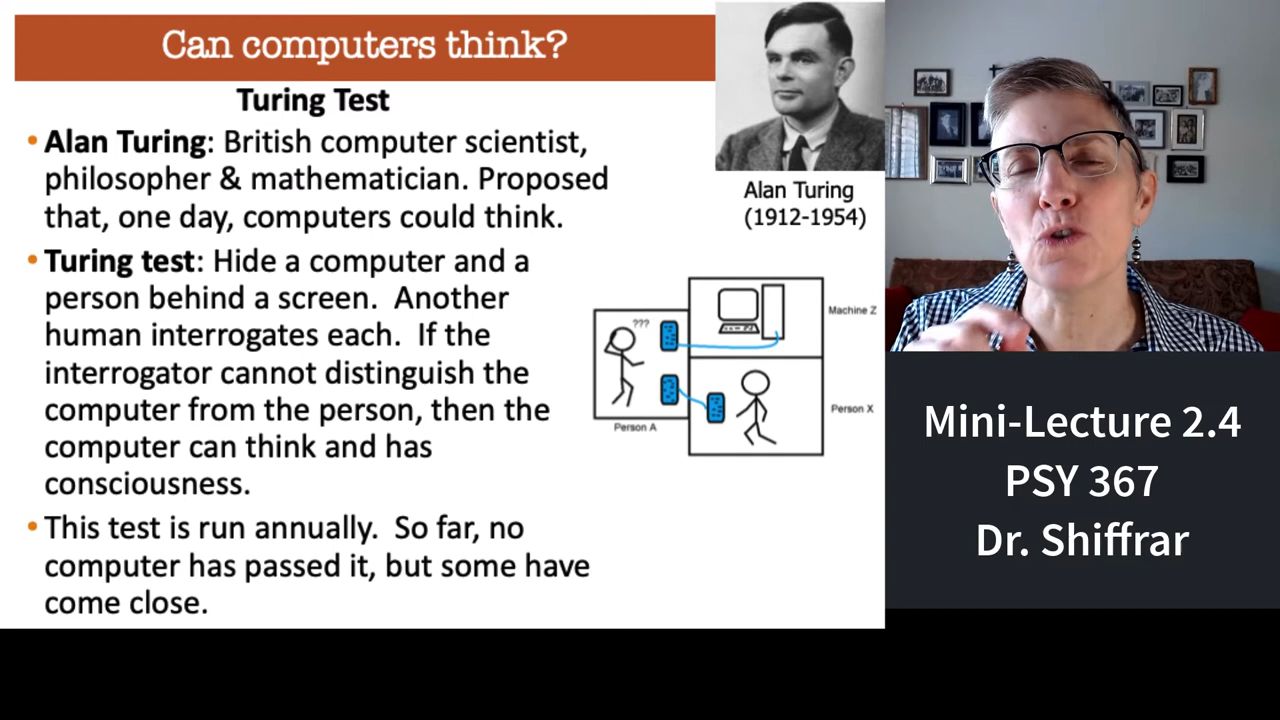 Can computers think?
Turing Test
• Alan Turing: British computer scientist,
philosopher & mathematician. Proposed
that, one day, computers could think.
• Turing test: Hide a computer and a
person behind a screen. Another
human interrogates each. If the
interrogator cannot distinguish the
computer from the person, then the
computer can think and has
consciousness.
• This test is run annually. So far, no
computer has passed it, but some have
come close.
Alan Turing
(1912-1954)
???
Machine Z
Person A
Person X
Mini-Lecture 2.4
PSY 367
Dr. Shiffrar